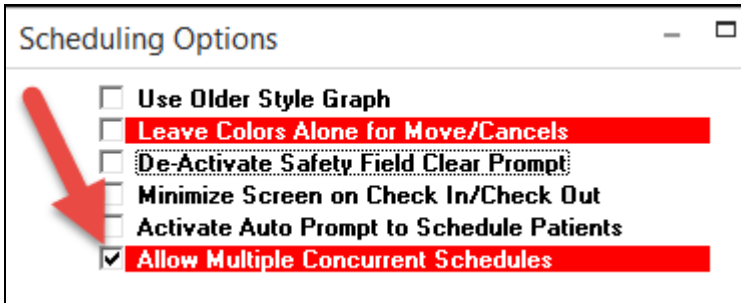 Scheduling Options
Use Older Style Graph
Leave Colors Alone for Move/Cancels
De-Activate Safety Field Clear Prompt
Minimize Screen on Check In/Check Out
Activate Auto Prompt to Schedule Patients
Allow Multiple Concurrent Schedules